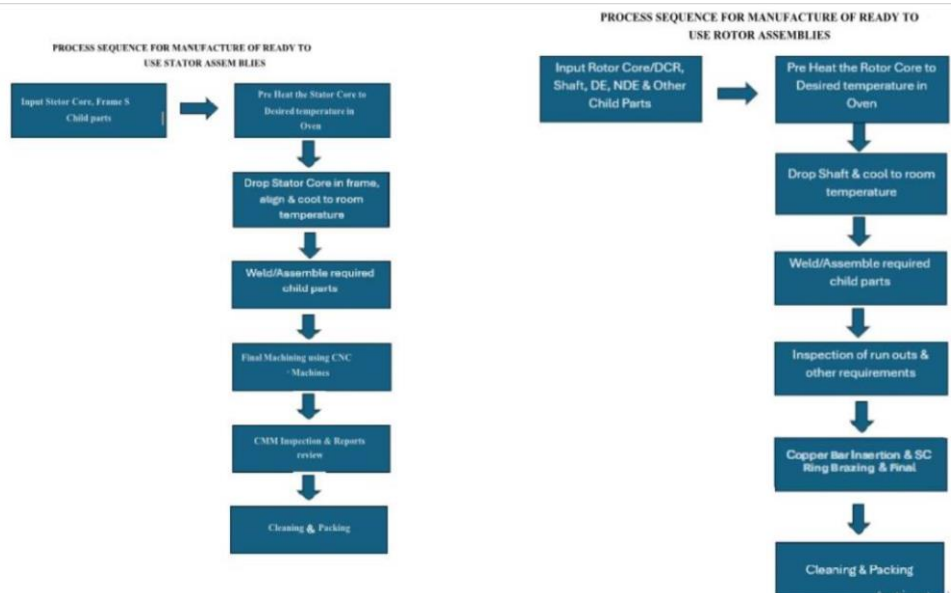 PROCESS SEQUENCE FOR MANUFACTURE OF READY TO
USE STATOR ASSEM BLIES
Input Stetor Core, Frame S
Child parts
Pre Heat the Stator Core to
Desired temperature in
Oven
Drop Stator Core in frame,
align & cool to room
temperature
Weld/Assemble required
child parts
Final Machining using CNC
Machines
CMM Inspection & Reports
review
Cleaning & Packing
PROCESS SEQUENCE FOR MANUFACTURE OF READY TO
USE ROTOR ASSEMBLIES
Input Rotor Core/DCR,
Shaft, DE, NDE & Other
Child Parts
Pre Heat the Rotor Core to
Desired temperature in
Oven
Drop Shaft & cool to room
temperature
Weld/Assemble required
child parts
Inspection of run outs &
other requirements
Copper Bar Insertion & SC
Ring Brazing & Final
Cleaning & Packing